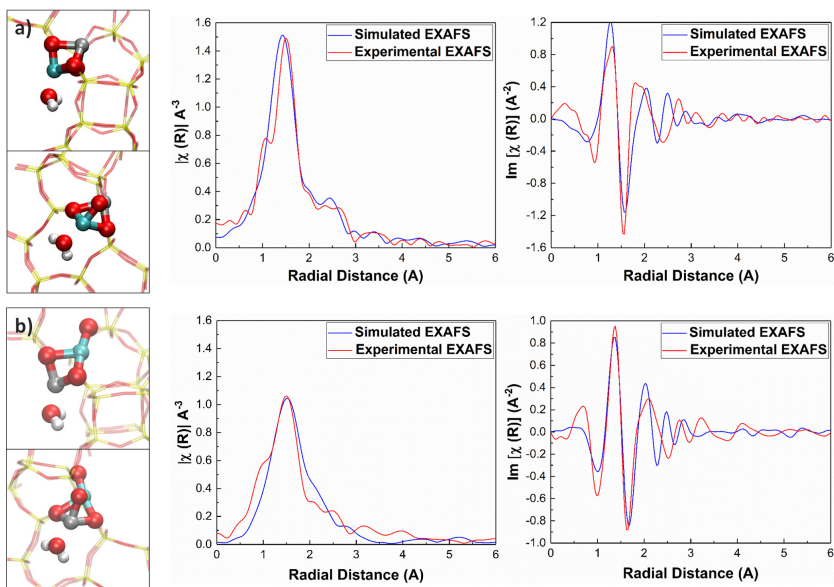 a)
Simulated EXAFS
Experimental EXAFS
1.6
1.4
1.2
1.0
0.8
0.6
0.4
0.2
0.0
|χ (R)| A⁻³
0 1 2 3 4 5 6
Radial Distance (A)
Simulated EXAFS
Experimental EXAFS
1.2
0.8
0.4
0.0
-0.4
-0.8
-1.2
-1.6
Im [χ (R)] (A⁻²)
0 1 2 3 4 5 6
Radial Distance (A)
b)
Simulated EXAFS
Experimental EXAFS
1.6
1.4
1.2
1.0
0.8
0.6
0.4
0.2
0.0
|χ (R)| A⁻³
0 1 2 3 4 5 6
Radial Distance (A)
Simulated EXAFS
Experimental EXAFS
1.0
0.8
0.6
0.4
0.2
0.0
-0.2
-0.4
-0.6
-0.8
-1.0
Im [χ (R)] (A⁻²)
0 1 2 3 4 5 6
Radial Distance (A)